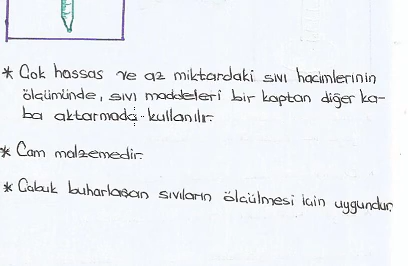 * Çok hassas ve az miktardaki sıvı hacimlerinin
ölçümünde, sıvı maddeleri bir kaptan diğer ka-
ba aktarmada kullanılır.
* Cam malzemedir.
* Çabuk buharlaşan sıvıların ölçülmesi için uygundur.